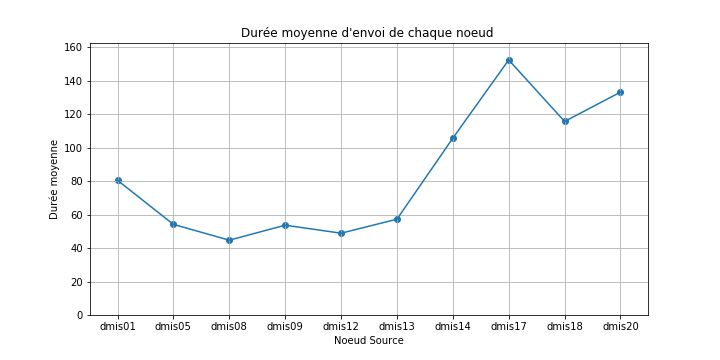 Durée moyenne d'envoi de chaque noeud
Durée moyenne
160
140
120
100
80
60
40
20
0
dmis01 dmis05 dmis08 dmis09 dmis12 dmis13 dmis14 dmis17 dmis18 dmis20
Noeud Source